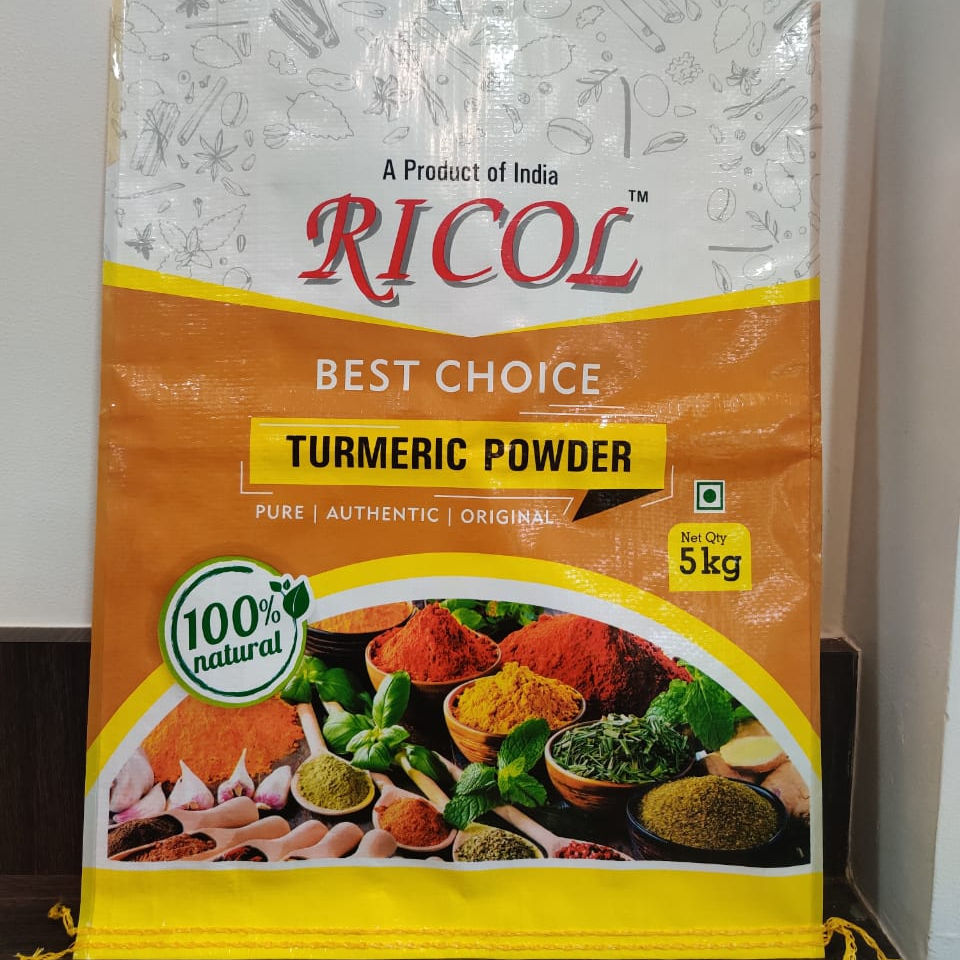 A Product of India
RICOL™
BEST CHOICE
TURMERIC POWDER
PURE | AUTHENTIC | ORIGINAL
Net Qty
5kg
100%
natural